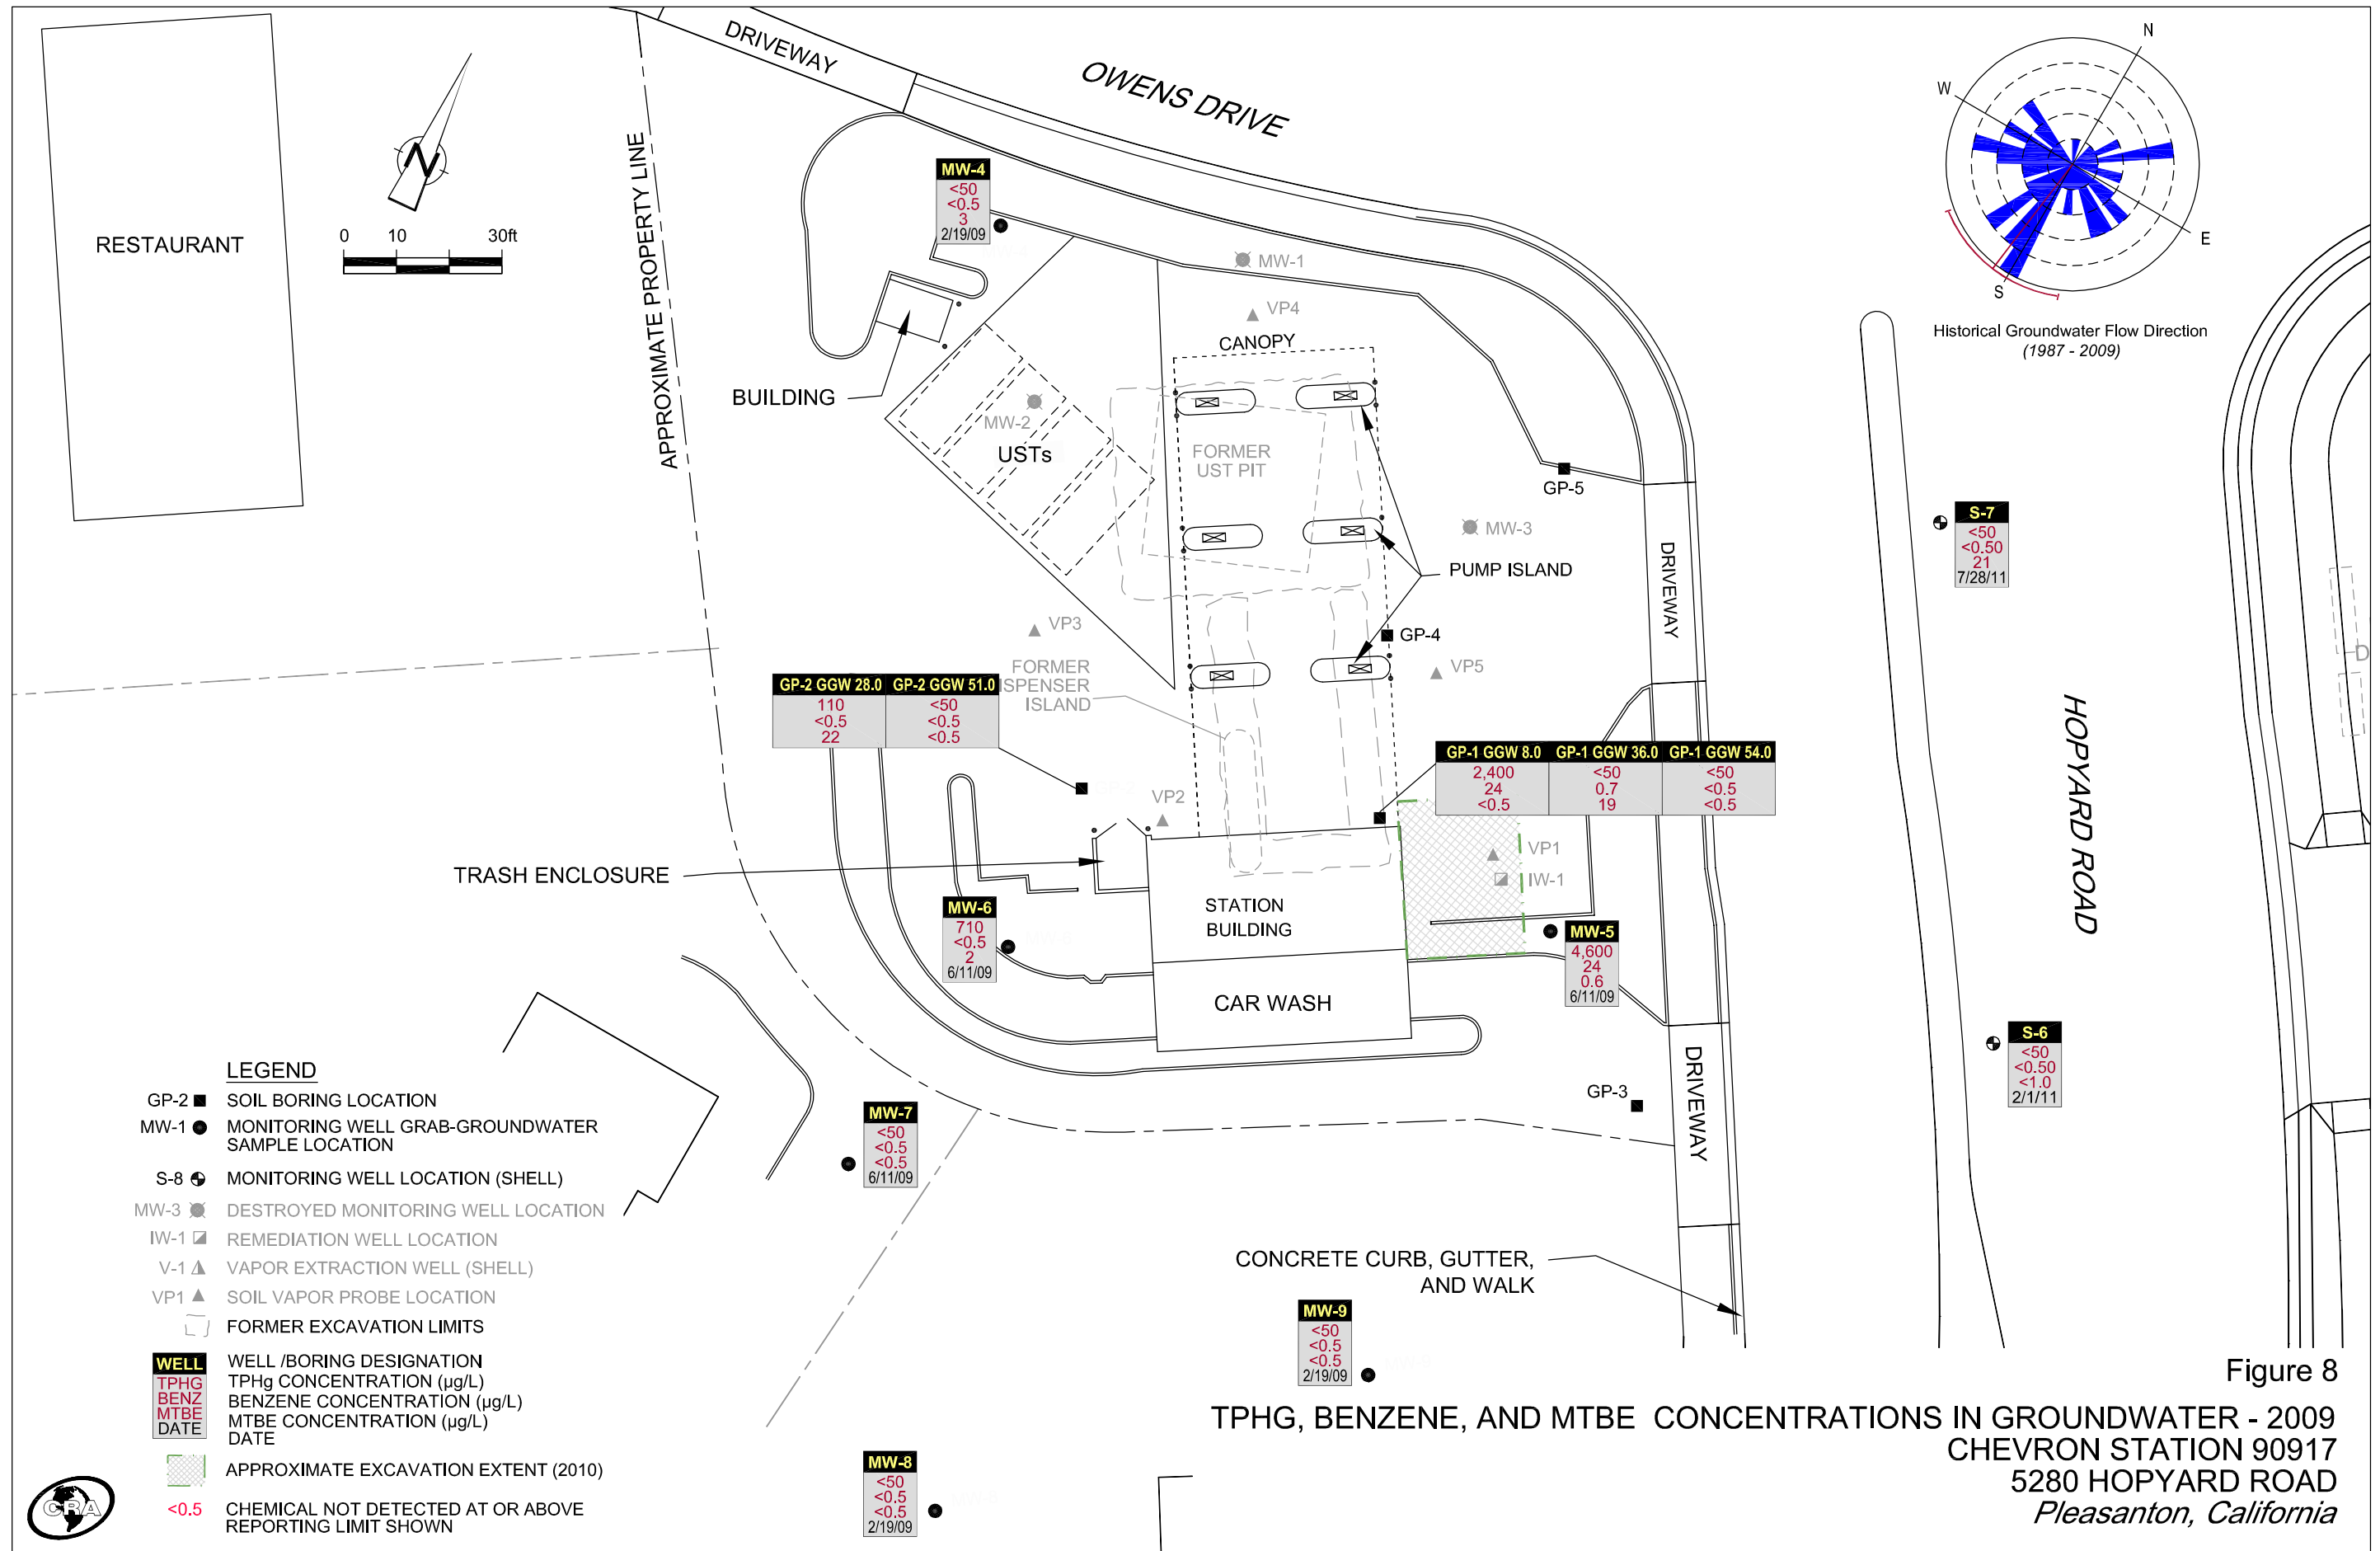 DRIVEWAY
OWENS DRIVE
N
W
E
S
Historical Groundwater Flow Direction
(1987 - 2009)
RESTAURANT
N
0 10 30ft
APPROXIMATE PROPERTY LINE
MW-4
<50
<0.5
3
2/19/09
MW-1
VP4
CANOPY
BUILDING
MW-2
USTs
FORMER
UST PIT
GP-5
MW-3
PUMP ISLAND
DRIVEWAY
S-7
<50
<0.50
21
7/28/11
VP3
GP-4
VP5
FORMER
ISPENSER
ISLAND
D
HOPYARD ROAD
GP-2 GGW 28.0 GP-2 GGW 51.0
110 <50
<0.5 <0.5
22 <0.5
GP-1 GGW 8.0 GP-1 GGW 36.0 GP-1 GGW 54.0
2,400 <50 <50
24 0.7 <0.5
<0.5 19 <0.5
VP2
VP1
IW-1
TRASH ENCLOSURE
STATION
BUILDING
CAR WASH
MW-6
710
<0.5
2
6/11/09
MW-5
4,600
24
0.6
6/11/09
S-6
<50
<0.50
<1.0
2/1/11
GP-3
DRIVEWAY
MW-7
<50
<0.5
<0.5
6/11/09
CONCRETE CURB, GUTTER,
AND WALK
MW-9
<50
<0.5
<0.5
2/19/09
MW-8
<50
<0.5
<0.5
2/19/09
LEGEND
GP-2 SOIL BORING LOCATION
MW-1 MONITORING WELL GRAB-GROUNDWATER
SAMPLE LOCATION
S-8 MONITORING WELL LOCATION (SHELL)
MW-3 DESTROYED MONITORING WELL LOCATION
IW-1 REMEDIATION WELL LOCATION
V-1 VAPOR EXTRACTION WELL (SHELL)
VP1 SOIL VAPOR PROBE LOCATION
FORMER EXCAVATION LIMITS
WELL WELL /BORING DESIGNATION
TPHG TPHg CONCENTRATION (µg/L)
BENZ BENZENE CONCENTRATION (µg/L)
MTBE MTBE CONCENTRATION (µg/L)
DATE DATE
APPROXIMATE EXCAVATION EXTENT (2010)
<0.5 CHEMICAL NOT DETECTED AT OR ABOVE
REPORTING LIMIT SHOWN
CRA
Figure 8
TPHG, BENZENE, AND MTBE CONCENTRATIONS IN GROUNDWATER - 2009
CHEVRON STATION 90917
5280 HOPYARD ROAD
Pleasanton, California